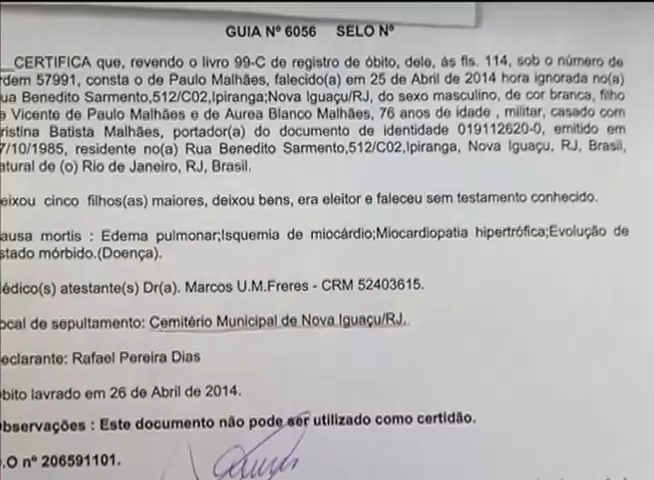 GUIA Nº 6056 SELO Nº
CERTIFICA que, revendo o livro 99-C de registro de óbito, dele, ás fls. 114, sob o número de
rdem 57991, consta o de Paulo Malhães, falecido(a) em 25 de Abril de 2014 hora ignorada no(a)
ua Benedito Sarmento,512/C02,Ipiranga;Nova Iguaçu/RJ, do sexo masculino, de cor branca, filho
e Vicente de Paulo Malhães e de Aurea Blanco Malhães, 76 anos de idade , militar, casado com
ristina Batista Malhães, portador(a) do documento de identidade 019112620-0, emitido em
7/10/1985, residente no(a) Rua Benedito Sarmento,512/C02,Ipiranga, Nova Iguaçu, RJ, Brasil,
atural de (o) Rio de Janeiro, RJ, Brasil.
eixou cinco filhos(as) maiores, deixou bens, era eleitor e faleceu sem testamento conhecido.
ausa mortis : Edema pulmonar;Isquemia de miocárdio;Miocardiopatia hipertrófica;Evolução de
stado mórbido.(Doença).
édico(s) atestante(s) Dr(a). Marcos U.M.Freres - CRM 52403615.
ocal de sepultamento: Cemitério Municipal de Nova Iguaçu/RJ.
eclarante: Rafael Pereira Dias
bito lavrado em 26 de Abril de 2014.
bservações : Este documento não pode ser utilizado como certidão.
.O nº 206591101.